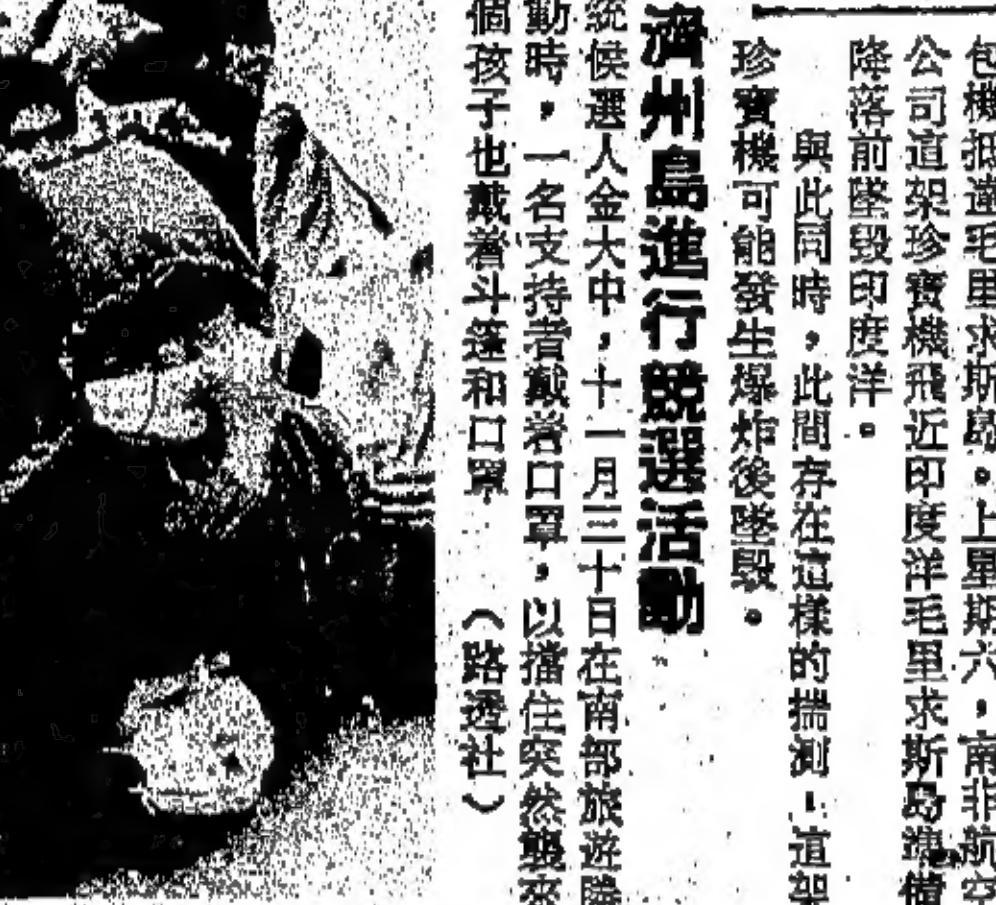 包機抵達毛里求斯島。上星期六，南非航空
公司這架珍寶機飛近印度洋毛里求斯島準備
降落前墜毀印度洋。
與此同時，此間存在這樣的揣測：這架
珍寶機可能發生爆炸後墜毀。
濟州島進行競選活動
統侯選人金大中，十一月三十日在南部旅遊勝
動時，一名支持者戴着口罩，以擋住突然襲來
個孩子也戴着斗篷和口罩　（路透社）